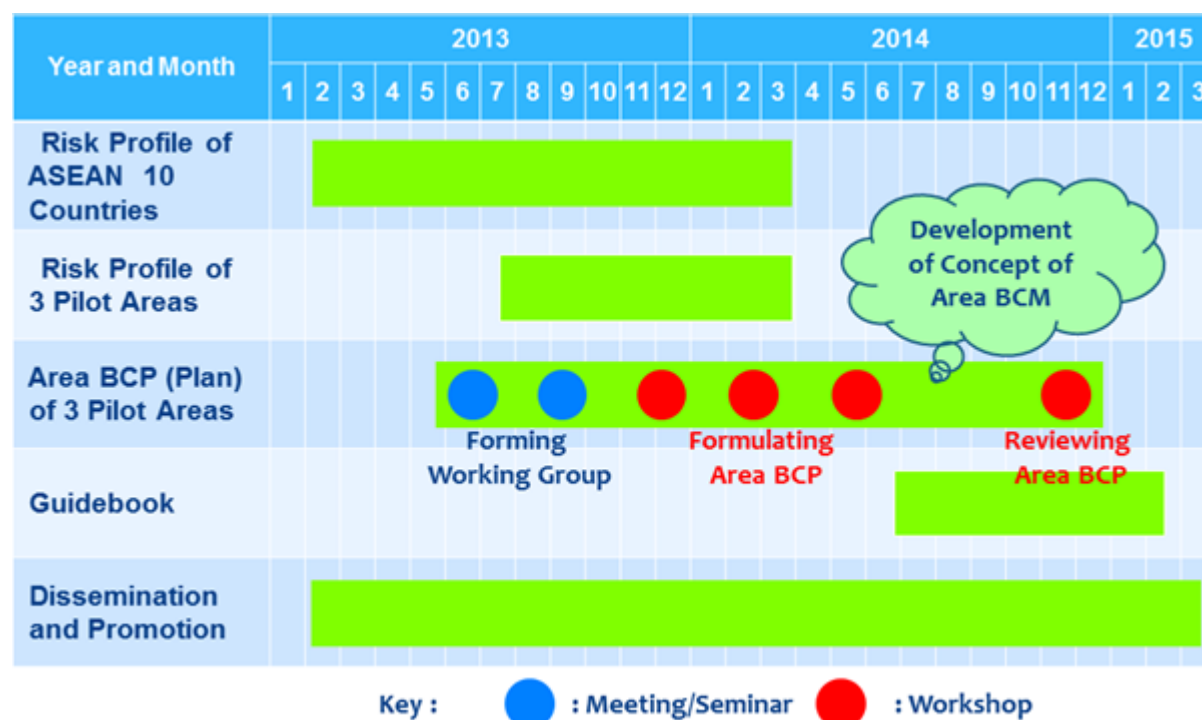 Year and Month
2013 2014 2015
1 2 3 4 5 6 7 8 9 10 11 12 1 2 3 4 5 6 7 8 9 10 11 12 1 2 3
Risk Profile of
ASEAN 10
Countries
Development
of Concept of
Area BCM
Risk Profile of
3 Pilot Areas
Area BCP (Plan)
of 3 Pilot Areas
Forming
Working Group
Formulating
Area BCP
Reviewing
Area BCP
Guidebook
Dissemination
and Promotion
Key : : Meeting/Seminar : Workshop